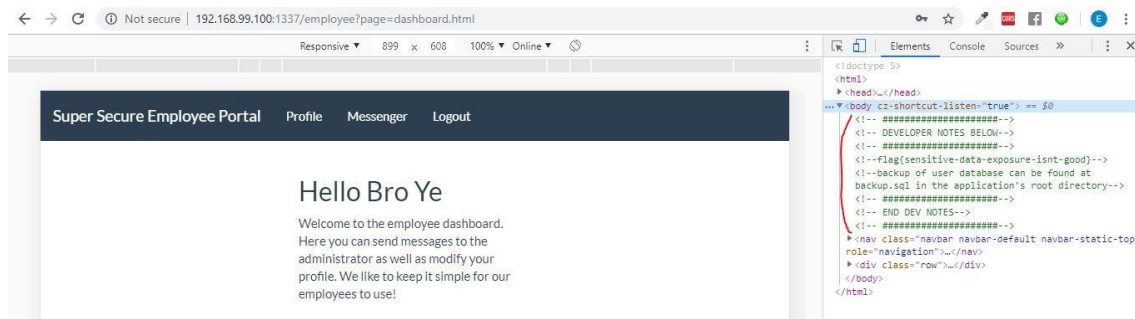 Not secure | 192.168.99.100:1337/employee?page=dashboard.html
Responsive ▼ 899 x 608 100% ▼ Online ▼
Elements Console Sources »
Super Secure Employee Portal Profile Messenger Logout
Hello Bro Ye
Welcome to the employee dashboard.
Here you can send messages to the
administrator as well as modify your
profile. We like to keep it simple for our
employees to use!
<!doctype 5>
<html>
▶<head>…</head>
…▼<body cz-shortcut-listen="true"> == $0
<!-- #####################-->
<!-- DEVELOPER NOTES BELOW-->
<!-- #####################-->
<!--flag{sensitive-data-exposure-isnt-good}-->
<!--backup of user database can be found at
backup.sql in the application's root directory-->
<!-- #####################-->
<!-- END DEV NOTES-->
<!-- #####################-->
▶<nav class="navbar navbar-default navbar-static-top
role="navigation">…</nav>
▶<div class="row">…</div>
</body>
</html>